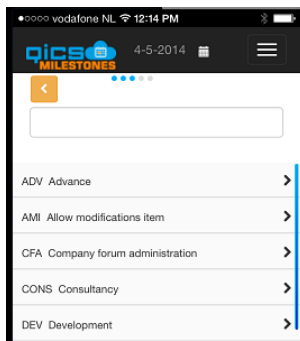 vodafone NL 12:14 PM
QICS
MILESTONES
4-5-2014
ADV Advance
AMI Allow modifications item
CFA Company forum administration
CONS Consultancy
DEV Development